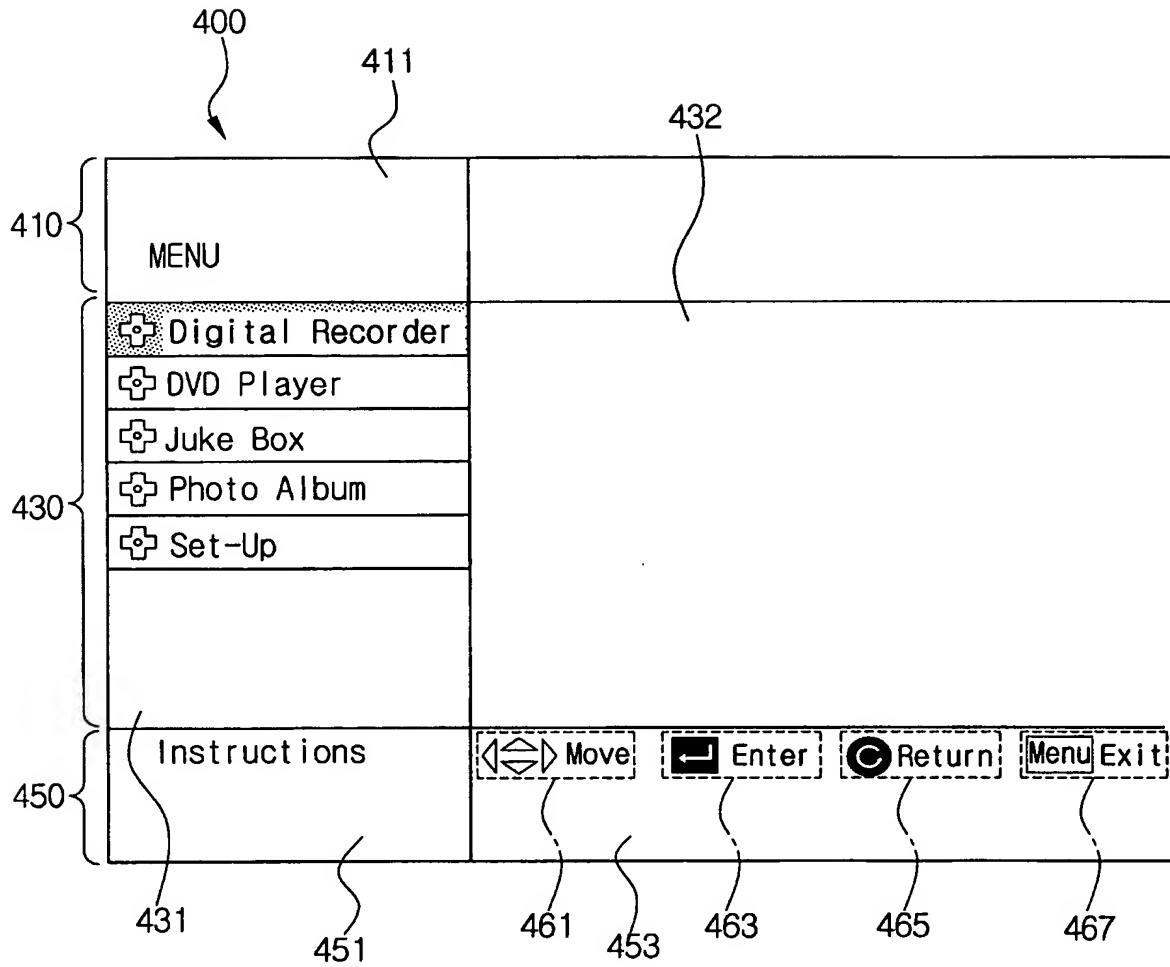 400
411
432
410
MENU
Digital Recorder
DVD Player
Juke Box
430
Photo Album
Set-Up
Instructions
Move Enter Return Menu Exit
450
431
451
461
453
463
465
467